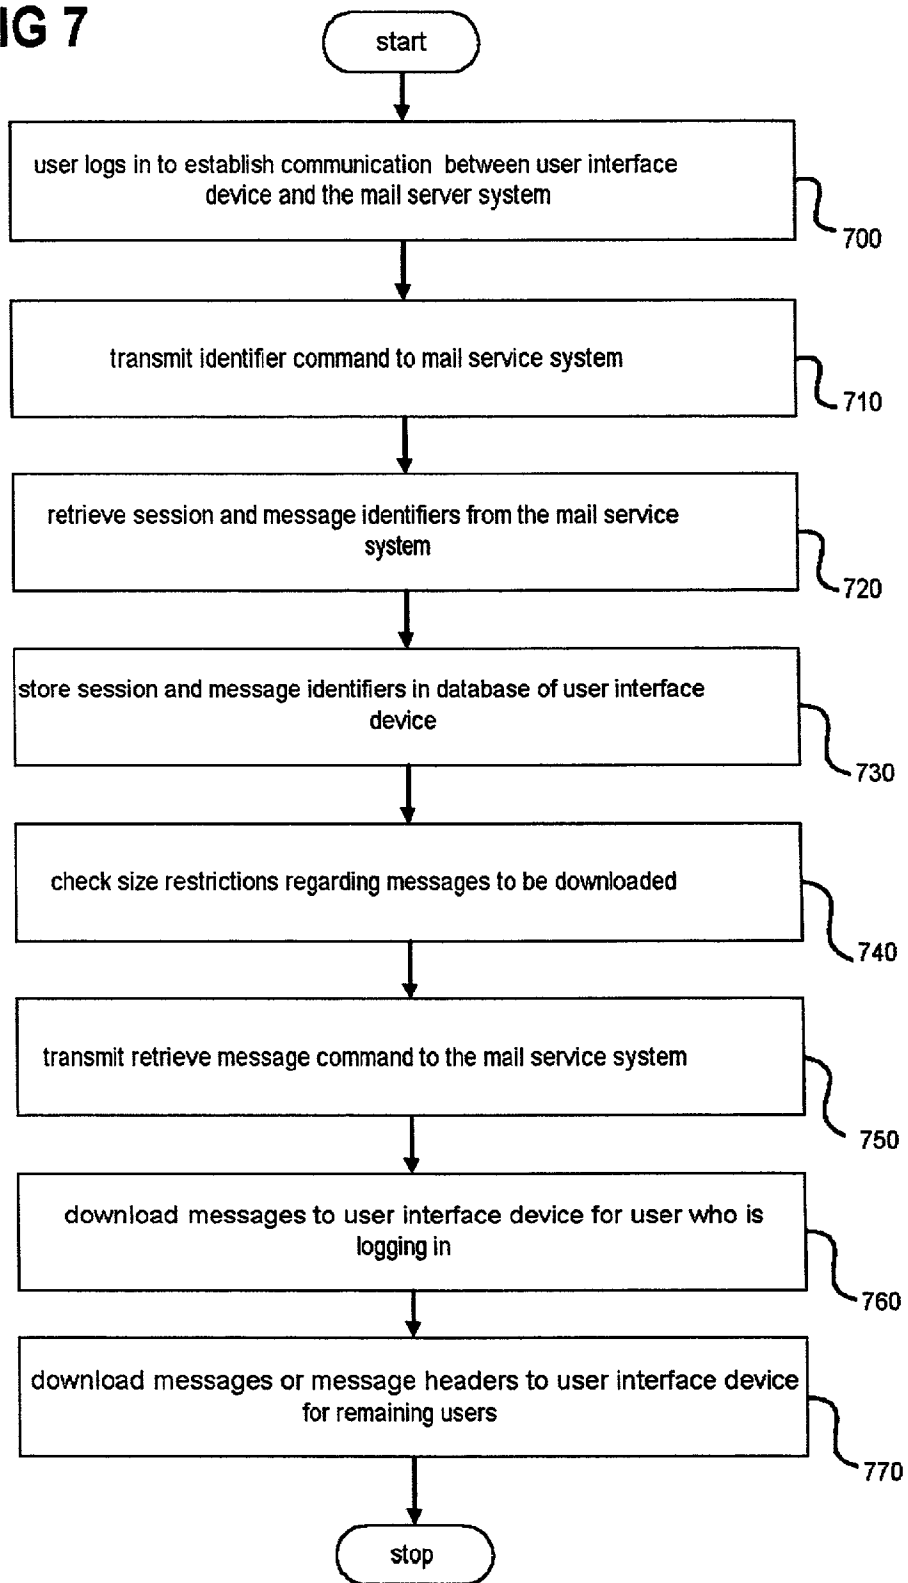 IG 7
start
user logs in to establish communication between user interface
device and the mail server system
700
transmit identifier command to mail service system
710
retrieve session and message identifiers from the mail service
system
720
store session and message identifiers in database of user interface
device
730
check size restrictions regarding messages to be downloaded
740
transmit retrieve message command to the mail service system
750
download messages to user interface device for user who is
logging in
760
download messages or message headers to user interface device
for remaining users
770
stop